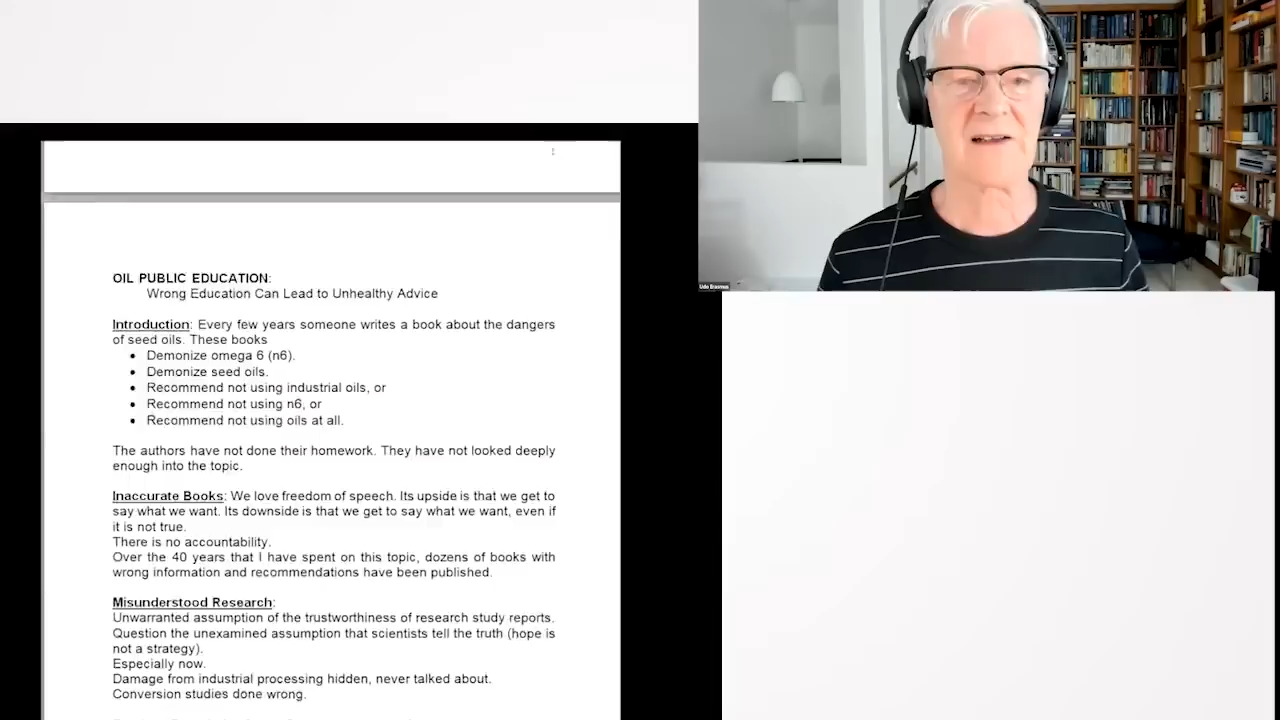 OIL PUBLIC EDUCATION:
Wrong Education Can Lead to Unhealthy Advice
Introduction: Every few years someone writes a book about the dangers
of seed oils. These books
• Demonize omega 6 (n6).
• Demonize seed oils.
• Recommend not using industrial oils, or
• Recommend not using n6, or
• Recommend not using oils at all.
The authors have not done their homework. They have not looked deeply
enough into the topic.
Inaccurate Books: We love freedom of speech. Its upside is that we get to
say what we want. Its downside is that we get to say what we want, even if
it is not true.
There is no accountability.
Over the 40 years that I have spent on this topic, dozens of books with
wrong information and recommendations have been published.
Misunderstood Research:
Unwarranted assumption of the trustworthiness of research study reports.
Question the unexamined assumption that scientists tell the truth (hope is
not a strategy).
Especially now.
Damage from industrial processing hidden, never talked about.
Conversion studies done wrong.
Udo Erasmus